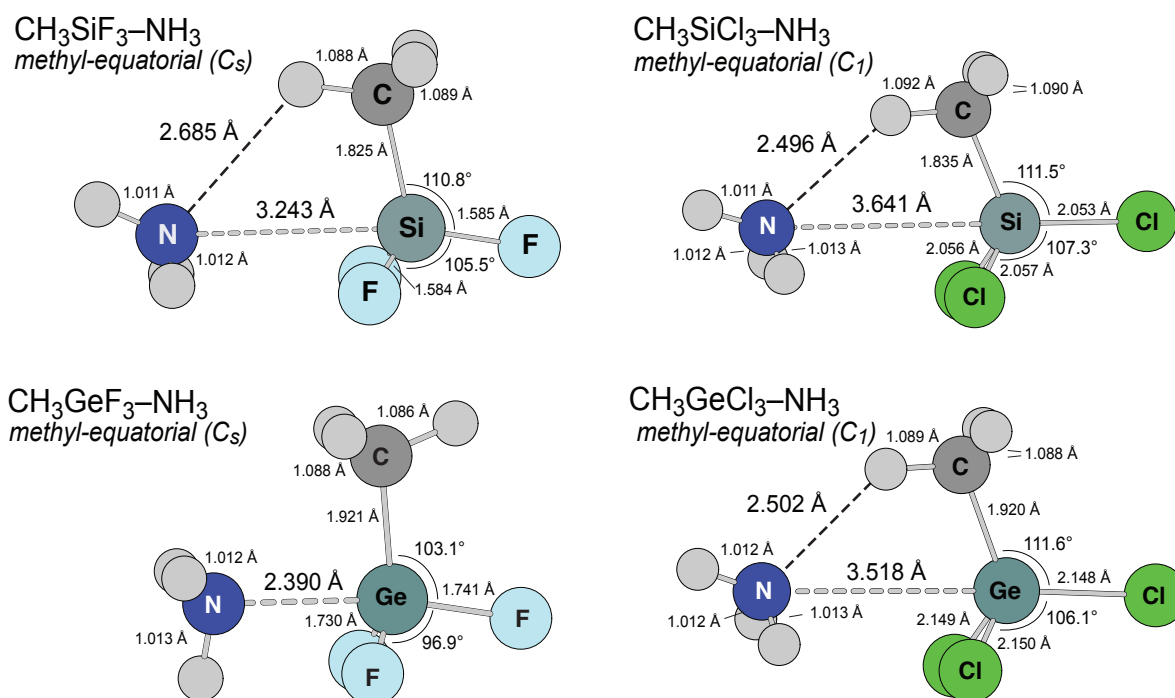 CH₃SiF₃–NH₃
methyl-equatorial (Cₛ)
1.088 Å
C
1.089 Å
2.685 Å
1.825 Å
110.8°
1.011 Å
3.243 Å
1.585 Å
N
Si
F
1.012 Å
105.5°
1.584 Å
F
CH₃SiCl₃–NH₃
methyl-equatorial (C₁)
1.092 Å
C
1.090 Å
2.496 Å
1.835 Å
111.5°
1.011 Å
3.641 Å
2.053 Å
N
Si
Cl
1.012 Å
1.013 Å
2.056 Å
107.3°
2.057 Å
Cl
CH₃GeF₃–NH₃
methyl-equatorial (Cₛ)
1.086 Å
C
1.088 Å
1.921 Å
103.1°
1.012 Å
2.390 Å
1.741 Å
N
Ge
F
1.730 Å
1.013 Å
96.9°
F
CH₃GeCl₃–NH₃
methyl-equatorial (C₁)
1.089 Å
C
1.088 Å
2.502 Å
1.920 Å
111.6°
1.012 Å
3.518 Å
2.148 Å
N
Ge
Cl
1.012 Å
1.013 Å
2.149 Å
106.1°
2.150 Å
Cl